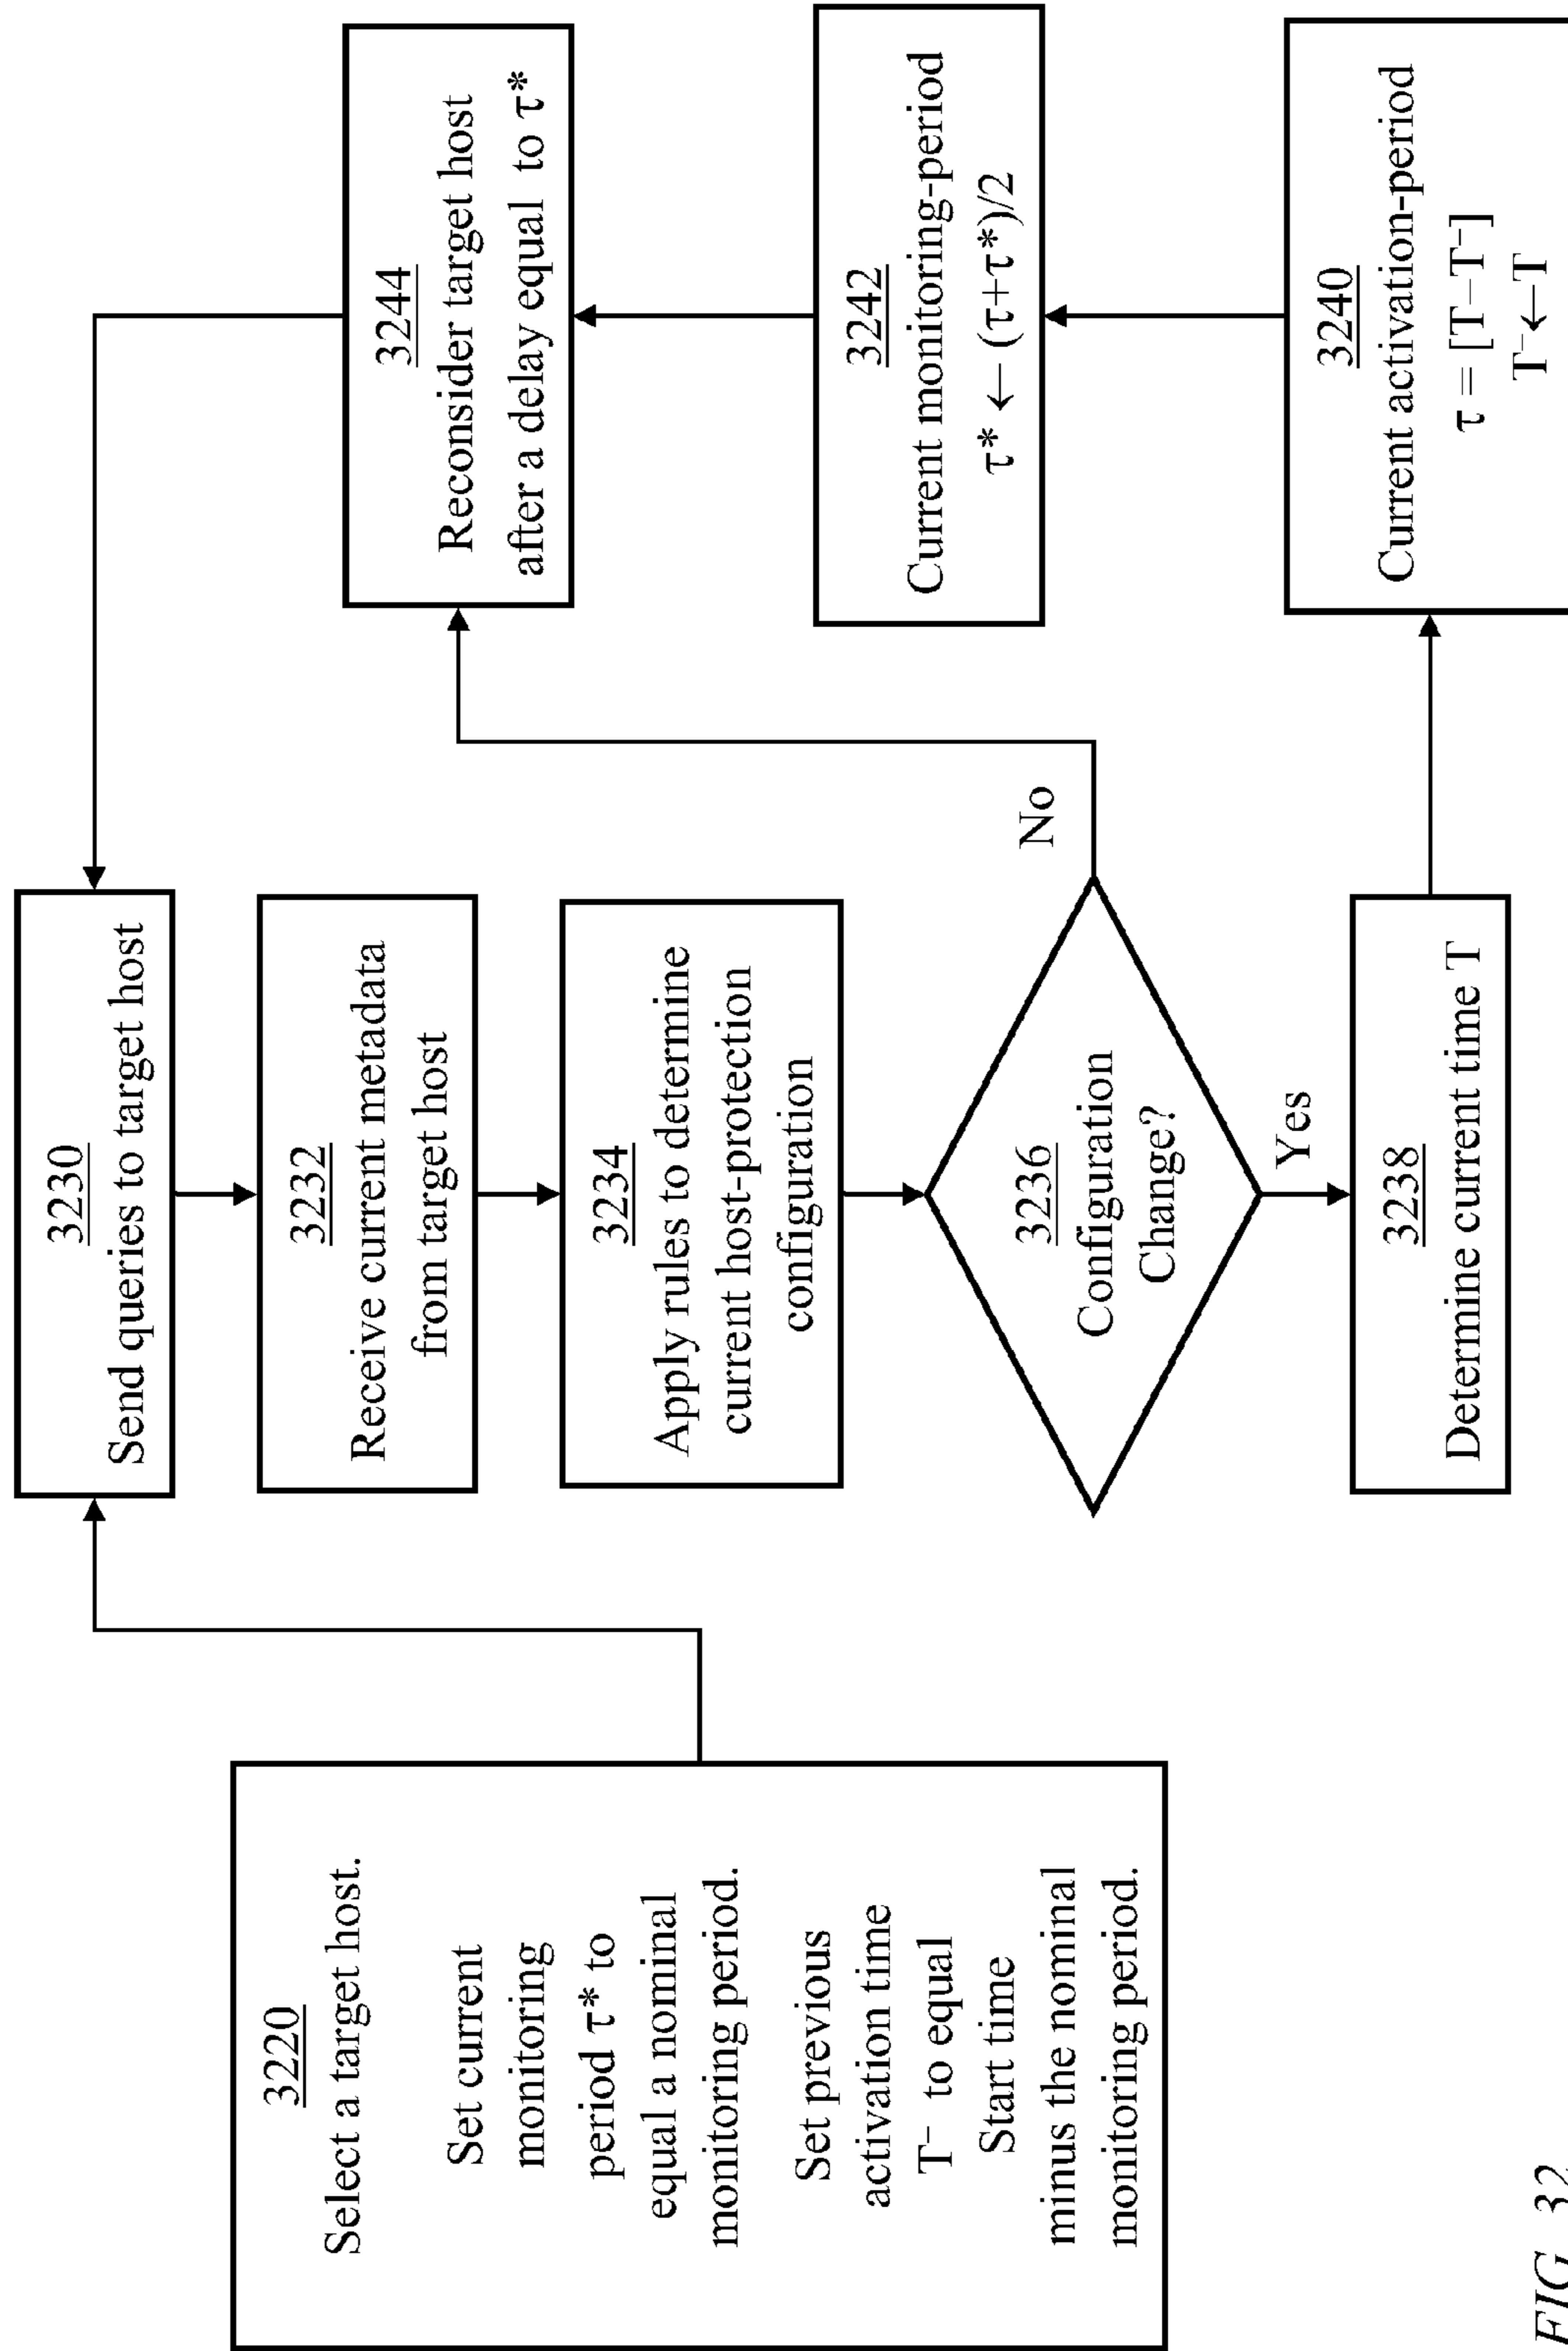 3220
Select a target host.
Set current
monitoring
period τ* to
equal a nominal
monitoring period.
Set previous
activation time
T⁻ to equal
Start time
minus the nominal
monitoring period.
3230
Send queries to target host
3232
Receive current metadata
from target host
3234
Apply rules to determine
current host-protection
configuration
3236
Configuration
Change?
No
Yes
3238
Determine current time T
3244
Reconsider target host
after a delay equal to τ*
3242
Current monitoring-period
τ* ← (τ+τ*)/2
3240
Current activation-period
τ = [T−T⁻]
T⁻←T
FIG. 32